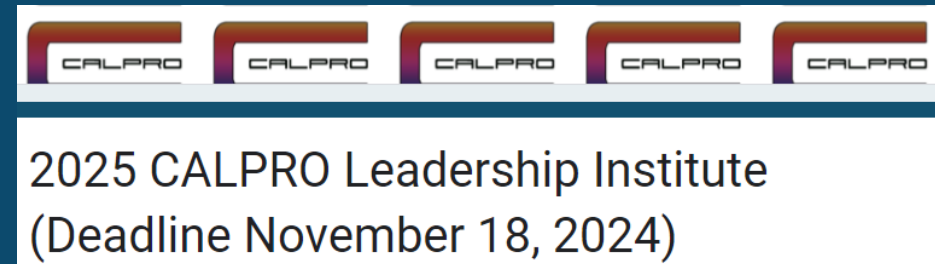 CALPRO CALPRO CALPRO CALPRO CALPRO
2025 CALPRO Leadership Institute
(Deadline November 18, 2024)